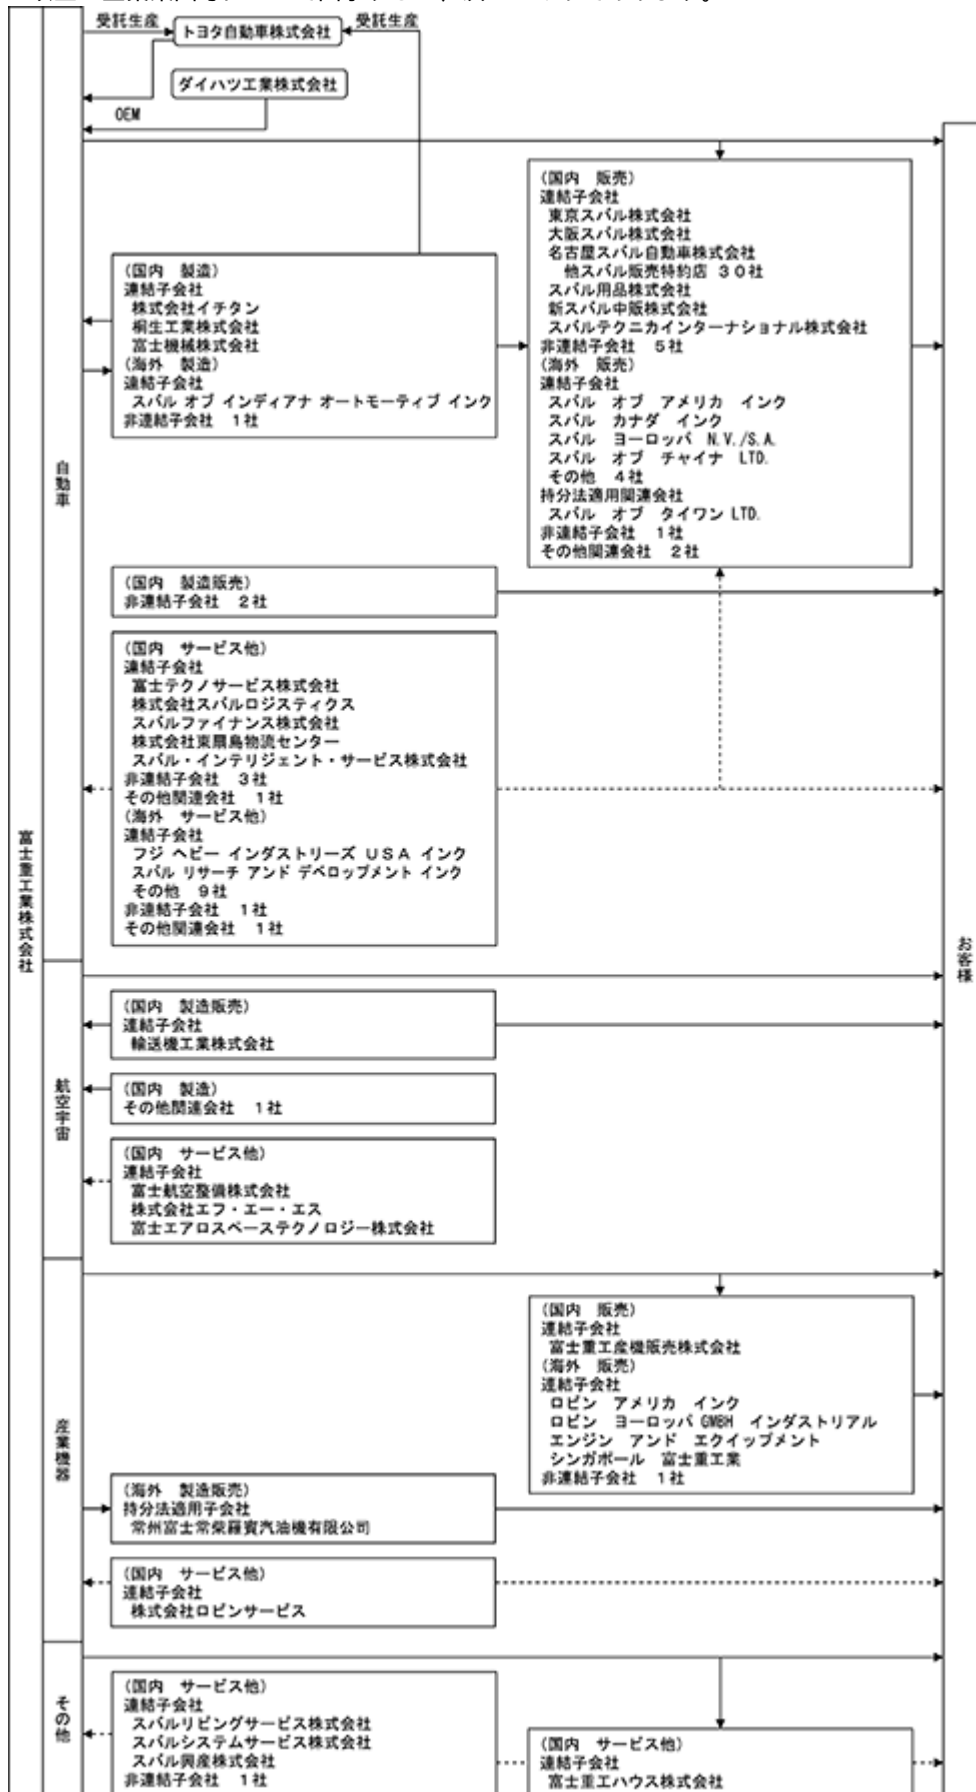 富士重工業株式会社
自動車
受託生産
トヨタ自動車株式会社
受託生産
ダイハツ工業株式会社
OEM
お客様
(国内 製造)
連結子会社
株式会社イチタン
桐生工業株式会社
富士機械株式会社
(海外 製造)
連結子会社
スバル オブ インディアナ オートモーティブ インク
非連結子会社 1社
(国内 販売)
連結子会社
東京スバル株式会社
大阪スバル株式会社
名古屋スバル自動車株式会社
他スバル販売特約店 30社
スバル用品株式会社
新スバル中販株式会社
スバルテクニカインターナショナル株式会社
非連結子会社 5社
(海外 販売)
連結子会社
スバル オブ アメリカ インク
スバル カナダ インク
スバル ヨーロッパ N.V./S.A.
スバル オブ チャイナ LTD.
その他 4社
持分法適用関連会社
スバル オブ タイワン LTD.
非連結子会社 1社
その他関連会社 2社
(国内 製造販売)
非連結子会社 2社
(国内 サービス他)
連結子会社
富士テクノサービス株式会社
株式会社スバルロジスティクス
スバルファイナンス株式会社
株式会社東扇島物流センター
スバル・インテリジェント・サービス株式会社
非連結子会社 3社
その他関連会社 1社
(海外 サービス他)
連結子会社
フジ ヘビー インダストリーズ USA インク
スバル リサーチ アンド デベロップメント インク
その他 9社
非連結子会社 1社
その他関連会社 1社
航空宇宙
(国内 製造販売)
連結子会社
輸送機工業株式会社
(国内 製造)
その他関連会社 1社
(国内 サービス他)
連結子会社
富士航空整備株式会社
株式会社エフ・エー・エス
富士エアロスペーステクノロジー株式会社
産業機器
(国内 販売)
連結子会社
富士重工産機販売株式会社
(海外 販売)
連結子会社
ロビン アメリカ インク
ロビン ヨーロッパ GMBH インダストリアル
エンジン アンド エクイップメント
シンガポール 富士重工業
非連結子会社 1社
(海外 製造販売)
持分法適用子会社
常州富士常柴羅賓汽油機有限公司
(国内 サービス他)
連結子会社
株式会社ロビンサービス
その他
(国内 サービス他)
連結子会社
スバルリビングサービス株式会社
スバルシステムサービス株式会社
スバル興産株式会社
非連結子会社 1社
(国内 サービス他)
連結子会社
富士重工ハウス株式会社